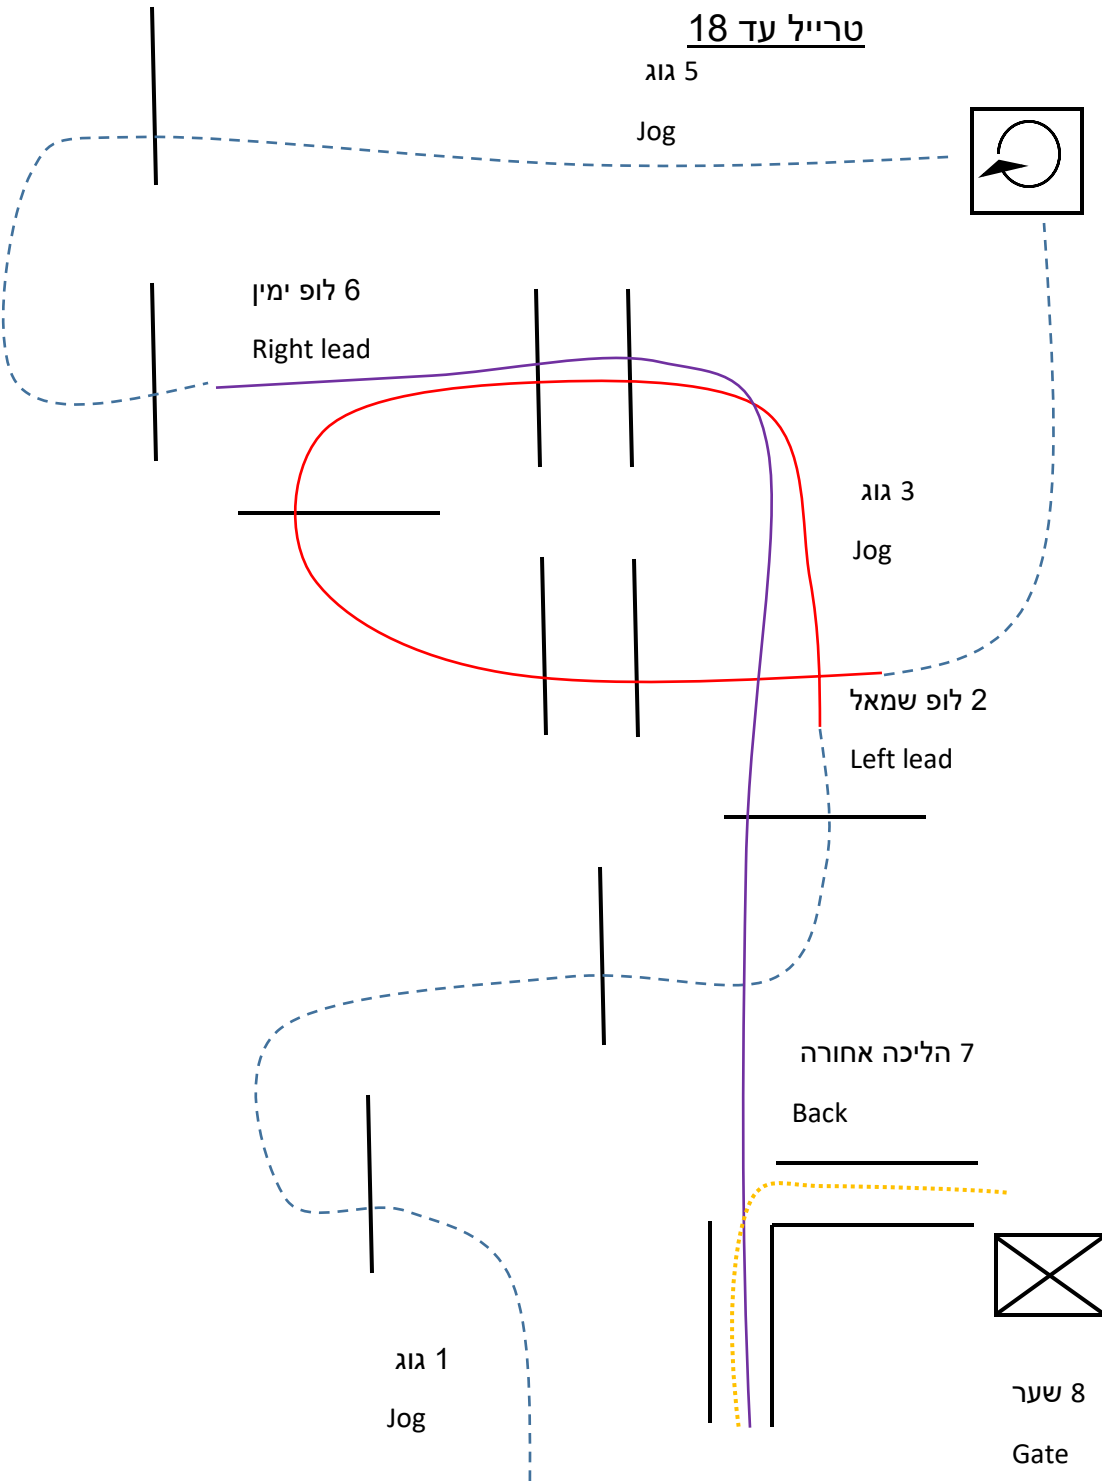 טרייל עד 18
5 גוג
Jog
6 לופ ימין
Right lead
3 גוג
Jog
2 לופ שמאל
Left lead
7 הליכה אחורה
Back
1 גוג
Jog
8 שער
Gate